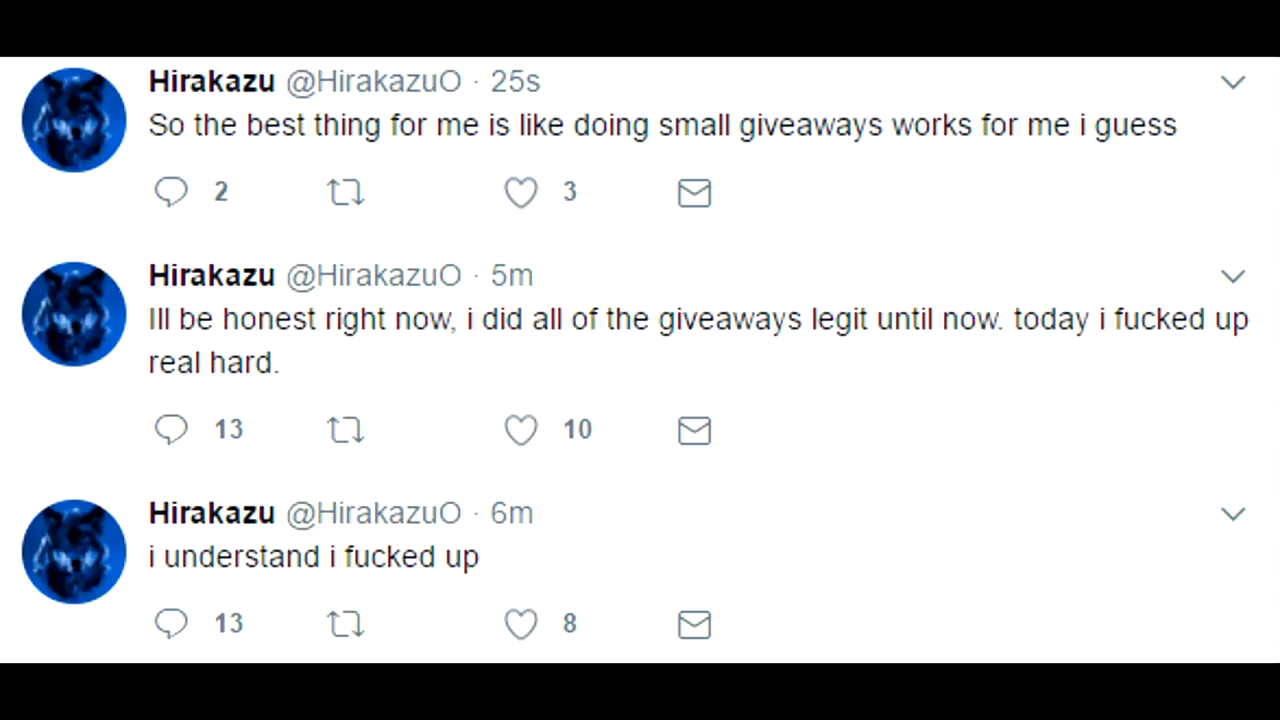 Hirakazu @HirakazuO · 25s
So the best thing for me is like doing small giveaways works for me i guess
2 3
Hirakazu @HirakazuO · 5m
Ill be honest right now, i did all of the giveaways legit until now. today i fucked up
real hard.
13 10
Hirakazu @HirakazuO · 6m
i understand i fucked up
13 8